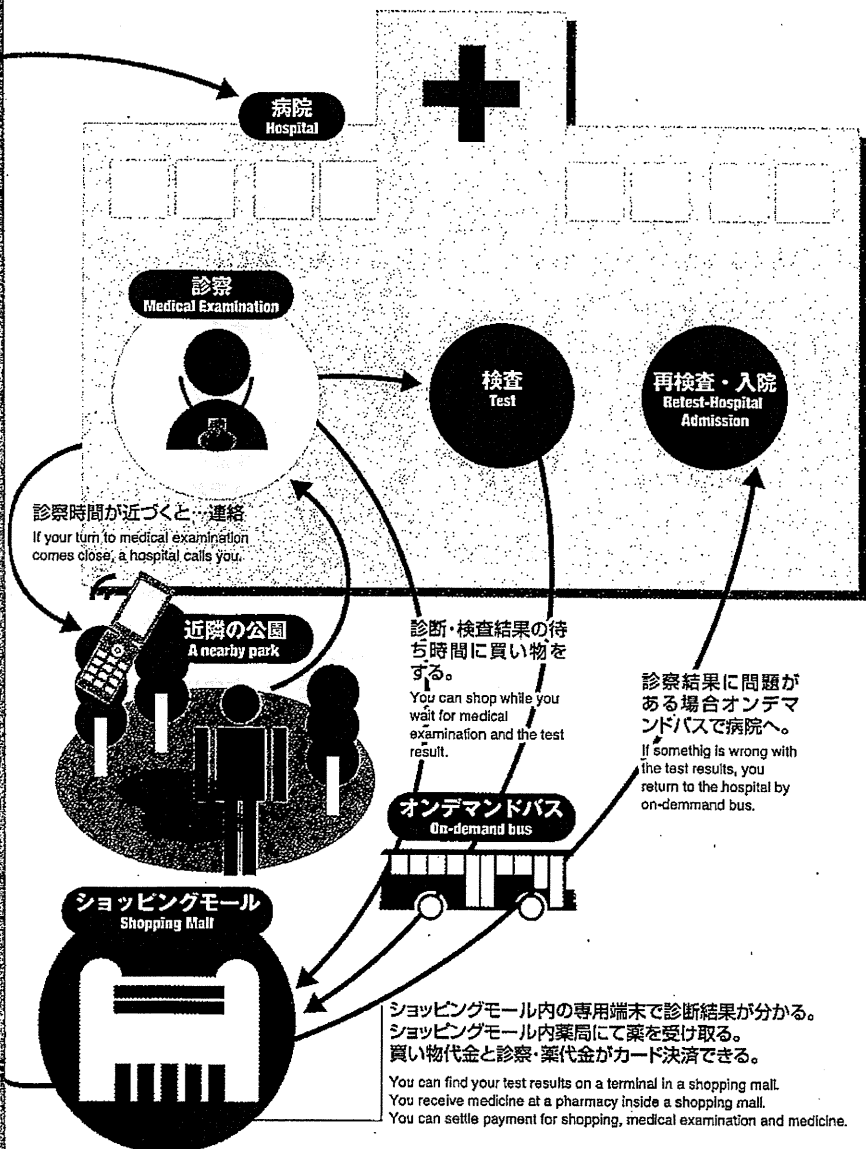 病院
Hospital
診察
Medical Examination
検査
Test
再検査・入院
Retest-Hospital
Admission
診察時間が近づくと…連絡
If your turn to medical examination
comes close, a hospital calls you.
近隣の公園
A nearby park
診断・検査結果の待
ち時間に買い物を
する。
You can shop while you
wait for medical
examination and the test
result.
診察結果に問題が
ある場合オンデマ
ンドバスで病院へ。
If somethig is wrong with
the test results, you
return to the hospital by
on-demmand bus.
オンデマンドバス
On-demand bus
ショッピングモール
Shopping Mall
ショッピングモール内の専用端末で診断結果が分かる。
ショッピングモール内薬局にて薬を受け取る。
買い物代金と診察・薬代金がカード決済できる。
You can find your test results on a terminal in a shopping mall.
You receive medicine at a pharmacy inside a shopping mall.
You can settle payment for shopping, medical examination and medicine.